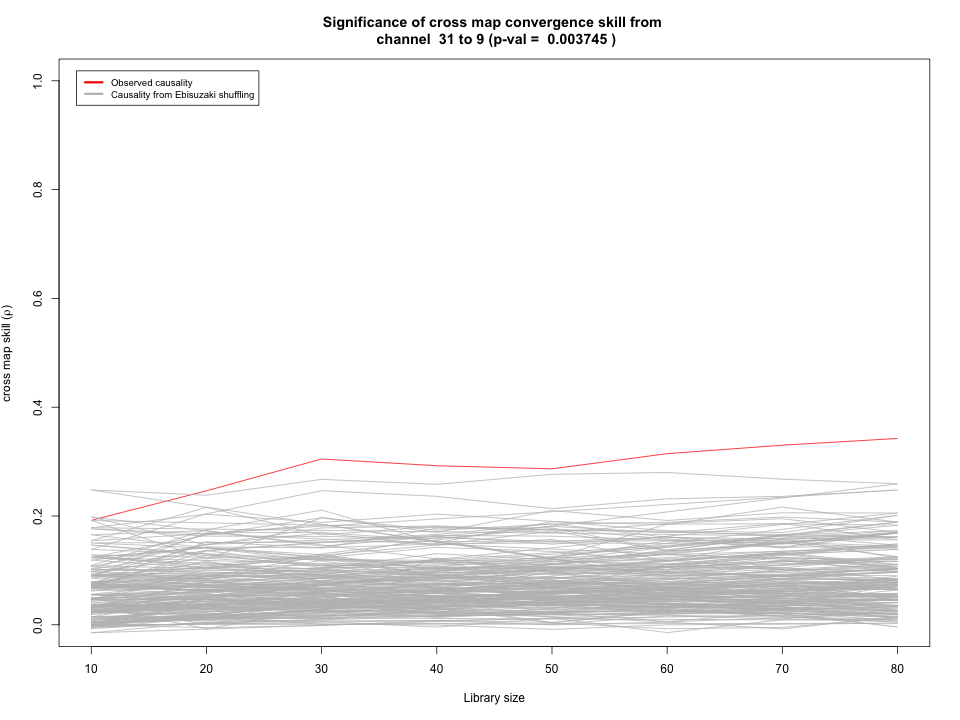 Significance of cross map convergence skill from
channel  31 to 9 (p-val =  0.003745 )
Observed causality
Causality from Ebisuzaki shuffling
cross map skill (ρ)
1.0
0.8
0.6
0.4
0.2
0.0
10 20 30 40 50 60 70 80
Library size